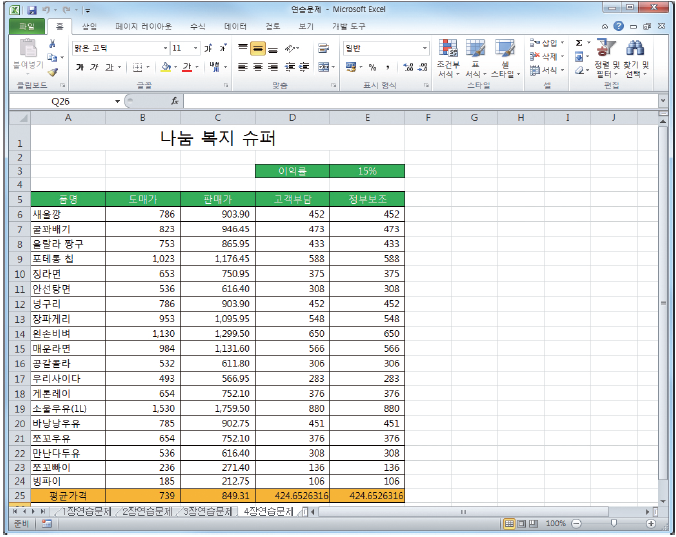 연습문제 - Microsoft Excel
파일 홈 삽입 페이지 레이아웃 수식 데이터 검토 보기 개발 도구
붙여넣기 맑은 고딕 11 가 가 가 가 가 일반 % , 조건부 서식 표 서식 셀 스타일 삽입 삭제 서식 Σ 정렬 및 필터 찾기 및 선택
클립보드 글꼴 맞춤 표시 형식 스타일 셀 편집
Q26 fx
A B C D E F G H I J
1 나눔 복지 슈퍼
2
3 이익률 15%
4
5 품명 도매가 판매가 고객부담 정부보조
6 새울깡 786 903.90 452 452
7 꿀꽈배기 823 946.45 473 473
8 울랄라 짱구 753 865.95 433 433
9 포테통 칩 1,023 1,176.45 588 588
10 징라면 653 750.95 375 375
11 안선탕면 536 616.40 308 308
12 넝구리 786 903.90 452 452
13 장파게리 953 1,095.95 548 548
14 왼손비벼 1,130 1,299.50 650 650
15 매운라면 984 1,131.60 566 566
16 콩갈콜라 532 611.80 306 306
17 우리사이다 493 566.95 283 283
18 게톤레이 654 752.10 376 376
19 소울우유(1L) 1,530 1,759.50 880 880
20 바낭낭우유 785 902.75 451 451
21 쪼꼬우유 654 752.10 376 376
22 만난다두유 536 616.40 308 308
23 쪼꼬빠이 236 271.40 136 136
24 빙파이 185 212.75 106 106
25 평균가격 739 849.31 424.6526316 424.6526316
1장연습문제 2장연습문제 3장연습문제 4장연습문제
준비 100%